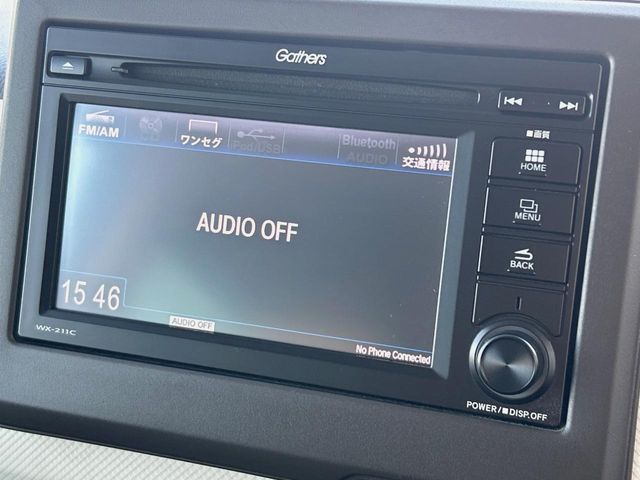 Gathers
FM/AM
ワンセグ
iPod/USB
Bluetooth
AUDIO
交通情報
■画質
HOME
MENU
BACK
AUDIO OFF
15 46
AUDIO OFF
No Phone Connected
WX-211C
POWER/■DISP.OFF